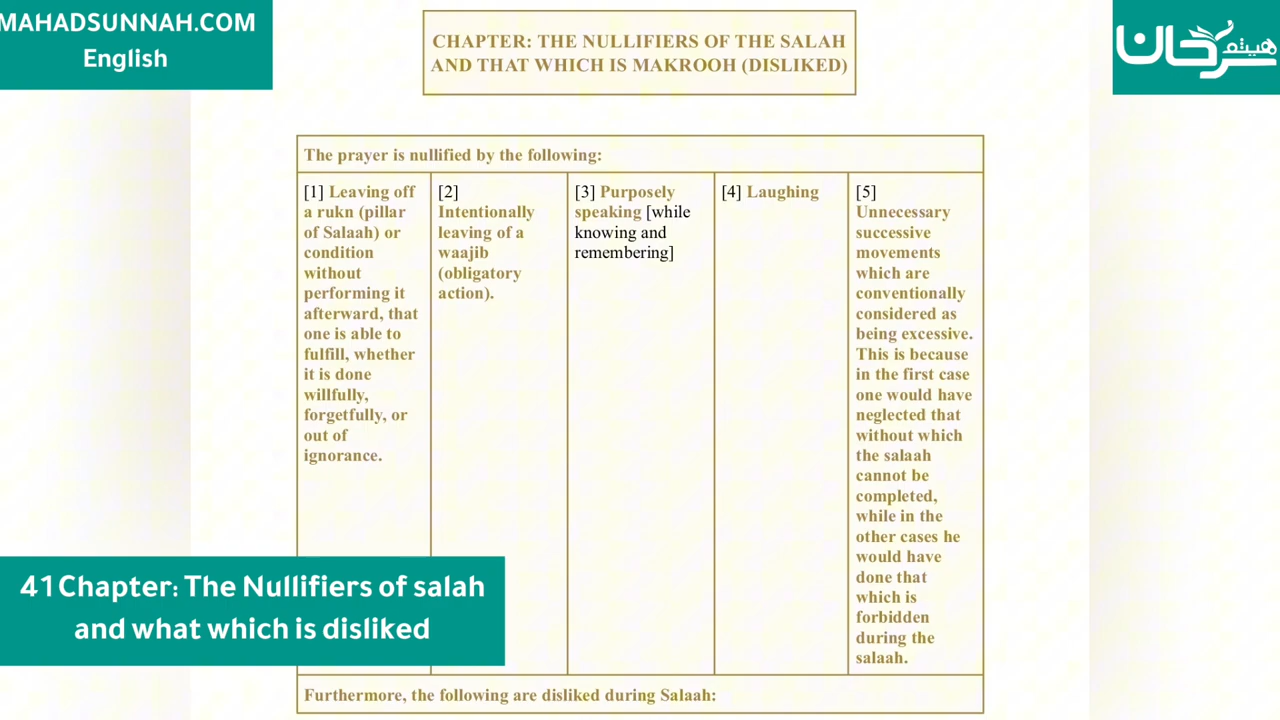 MAHADSUNNAH.COM
English
هيثم
سرحان
CHAPTER: THE NULLIFIERS OF THE SALAH
AND THAT WHICH IS MAKROOH (DISLIKED)
The prayer is nullified by the following:
[1] Leaving off
a rukn (pillar
of Salaah) or
condition
without
performing it
afterward, that
one is able to
fulfill, whether
it is done
willfully,
forgetfully, or
out of
ignorance.
[2]
Intentionally
leaving of a
waajib
(obligatory
action).
[3] Purposely
speaking [while
knowing and
remembering]
[4] Laughing
[5]
Unnecessary
successive
movements
which are
conventionally
considered as
being excessive.
This is because
in the first case
one would have
neglected that
without which
the salaah
cannot be
completed,
while in the
other cases he
would have
done that
which is
forbidden
during the
salaah.
Furthermore, the following are disliked during Salaah:
41 Chapter: The Nullifiers of salah
and what which is disliked